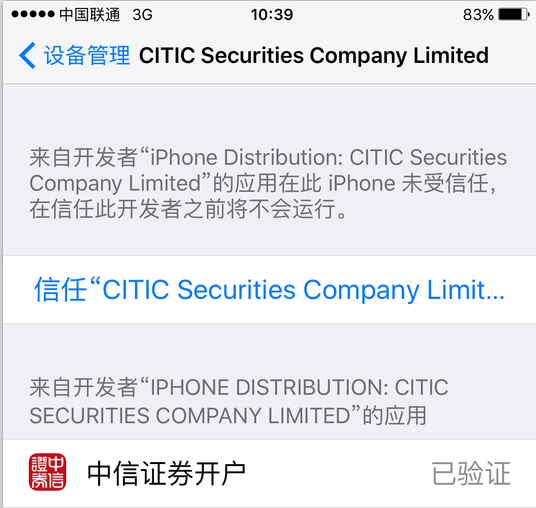 中国联通 3G 10:39 83%
设备管理 CITIC Securities Company Limited
来自开发者“iPhone Distribution: CITIC Securities
Company Limited”的应用在此 iPhone 未受信任，
在信任此开发者之前将不会运行。
信任“CITIC Securities Company Limit...
来自开发者“IPHONE DISTRIBUTION: CITIC
SECURITIES COMPANY LIMITED”的应用
中信證券 中信证券开户 已验证